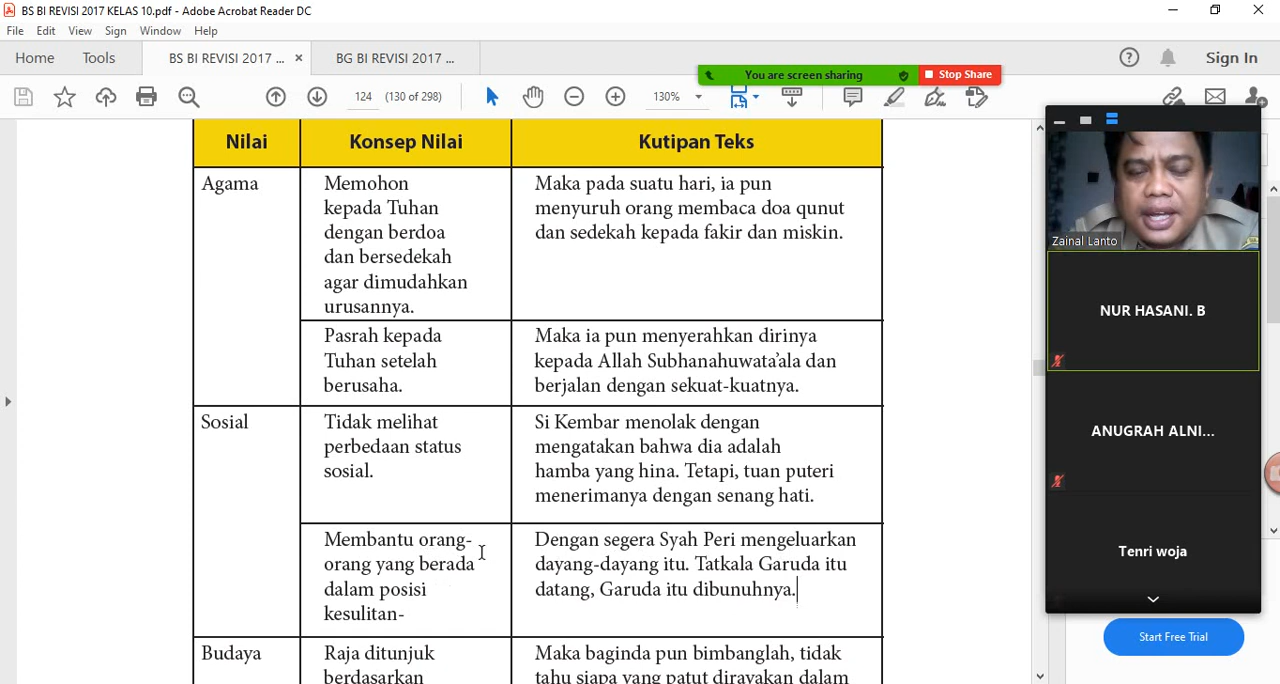 BS BI REVISI 2017 KELAS 10.pdf - Adobe Acrobat Reader DC
File Edit View Sign Window Help
Home Tools BS BI REVISI 2017 ... × BG BI REVISI 2017 ... Sign In
You are screen sharing Stop Share
124 (130 of 298) 130%
Nilai Konsep Nilai Kutipan Teks
Agama
Memohon
kepada Tuhan
dengan berdoa
dan bersedekah
agar dimudahkan
urusannya.
Maka pada suatu hari, ia pun
menyuruh orang membaca doa qunut
dan sedekah kepada fakir dan miskin.
Pasrah kepada
Tuhan setelah
berusaha.
Maka ia pun menyerahkan dirinya
kepada Allah Subhanahuwata’ala dan
berjalan dengan sekuat-kuatnya.
Sosial
Tidak melihat
perbedaan status
sosial.
Si Kembar menolak dengan
mengatakan bahwa dia adalah
hamba yang hina. Tetapi, tuan puteri
menerimanya dengan senang hati.
Membantu orang-
orang yang berada
dalam posisi
kesulitan-
Dengan segera Syah Peri mengeluarkan
dayang-dayang itu. Tatkala Garuda itu
datang, Garuda itu dibunuhnya.
Budaya
Raja ditunjuk
berdasarkan
Maka baginda pun bimbanglah, tidak
tahu siapa yang patut dirayakan dalam
Zainal Lanto
NUR HASANI. B
ANUGRAH ALNI...
Tenri woja
Start Free Trial